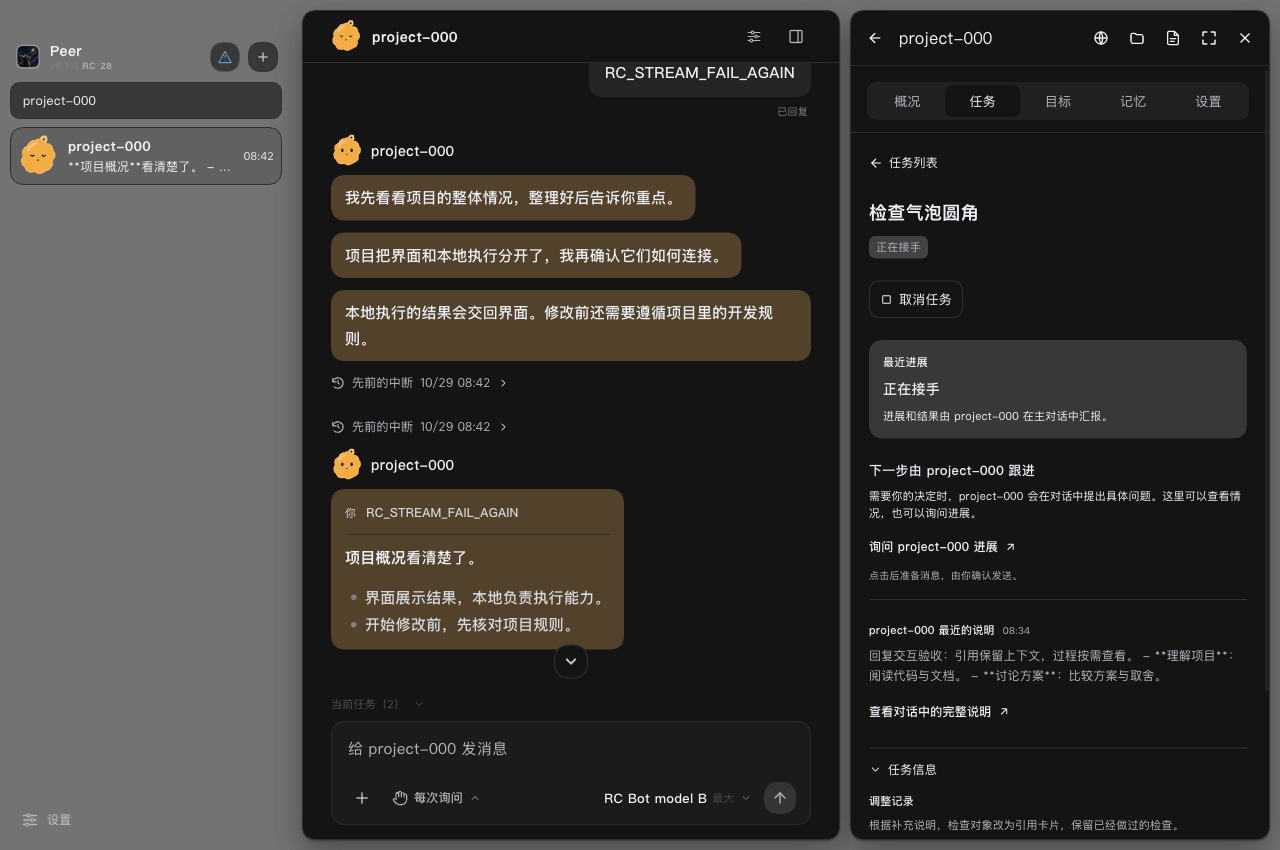 Peer
v0.1.0 RC 28
project-000
project-000
08:42
**项目概况**看清楚了。 – ...
设置
project-000
RC_STREAM_FAIL_AGAIN
已回复
project-000
我先看看项目的整体情况，整理好后告诉你重点。
项目把界面和本地执行分开了，我再确认它们如何连接。
本地执行的结果会交回界面。修改前还需要遵循项目里的开发规
则。
先前的中断 10/29 08:42
先前的中断 10/29 08:42
project-000
你 RC_STREAM_FAIL_AGAIN
项目概况看清楚了。
界面展示结果，本地负责执行能力。
开始修改前，先核对项目规则。
当前任务（2）
给 project-000 发消息
每次询问
RC Bot model B 最大
project-000
概况
任务
目标
记忆
设置
任务列表
检查气泡圆角
正在接手
取消任务
最近进展
正在接手
进展和结果由 project-000 在主对话中汇报。
下一步由 project-000 跟进
需要你的决定时，project-000 会在对话中提出具体问题。这里可以查看情
况，也可以询问进展。
询问 project-000 进展
点击后准备消息，由你确认发送。
project-000 最近的说明 08:34
回复交互验收：引用保留上下文，过程按需查看。 – **理解项目**：
阅读代码与文档。 – **讨论方案**：比较方案与取舍。
查看对话中的完整说明
任务信息
调整记录
根据补充说明，检查对象改为引用卡片，保留已经做过的检查。